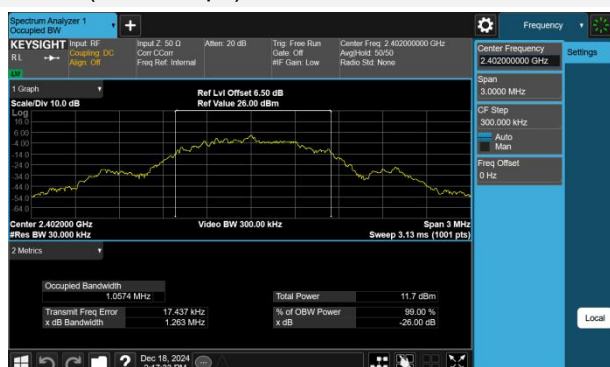 Spectrum Analyzer 1
Occupied BW
Frequency
KEYSIGHT Input: RF Input Z: 50 Ω Atten: 20 dB Trig: Free Run Center Freq: 2.402000000 GHz
RL Coupling: DC Corr CCorr Gate: Off Avg|Hold: 50/50
Align: Off Freq Ref: Internal #IF Gain: Low Radio Std: None
Center Frequency Settings
2.402000000 GHz
Span
3.0000 MHz
CF Step
300.000 kHz
Auto
Man
Freq Offset
0 Hz
1 Graph
Ref Lvl Offset 6.50 dB
Scale/Div 10.0 dB Ref Value 26.00 dBm
Log
16.0
6.00
-4.00
-14.0
-24.0
-34.0
-44.0
-54.0
-64.0
Center 2.402000 GHz Video BW 300.00 kHz Span 3 MHz
#Res BW 30.000 kHz Sweep 3.13 ms (1001 pts)
2 Metrics
Occupied Bandwidth
1.0574 MHz Total Power 11.7 dBm
Transmit Freq Error 17.437 kHz % of OBW Power 99.00 %
x dB Bandwidth 1.263 MHz x dB -26.00 dB
Local
? Dec 18, 2024